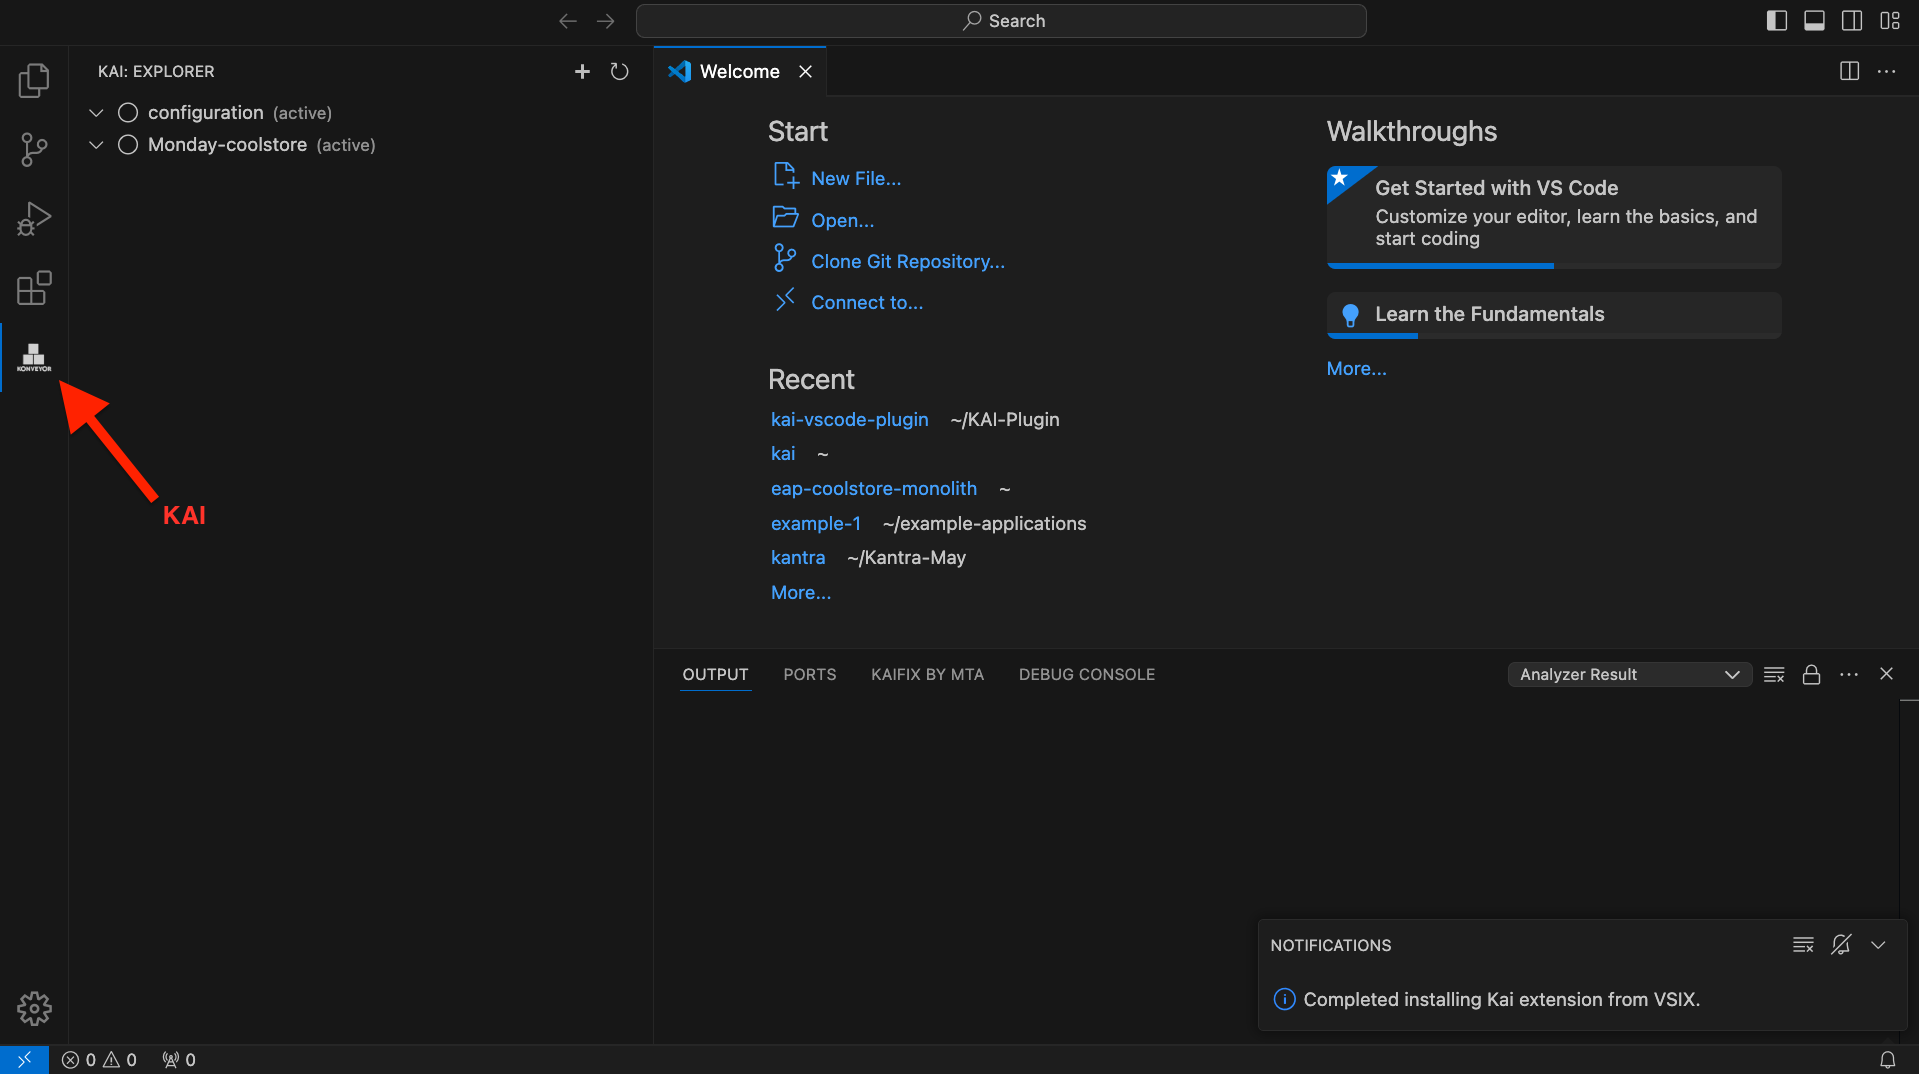 Search
KAI: EXPLORER
configuration (active)
Monday-coolstore (active)
KONVEYOR
KAI
Welcome
Start
New File...
Open...
Clone Git Repository...
Connect to...
Recent
kai-vscode-plugin ~/KAI-Plugin
kai ~
eap-coolstore-monolith ~
example-1 ~/example-applications
kantra ~/Kantra-May
More...
Walkthroughs
Get Started with VS Code
Customize your editor, learn the basics, and
start coding
Learn the Fundamentals
More...
OUTPUT PORTS KAIFIX BY MTA DEBUG CONSOLE Analyzer Result
NOTIFICATIONS
Completed installing Kai extension from VSIX.
0 0 0